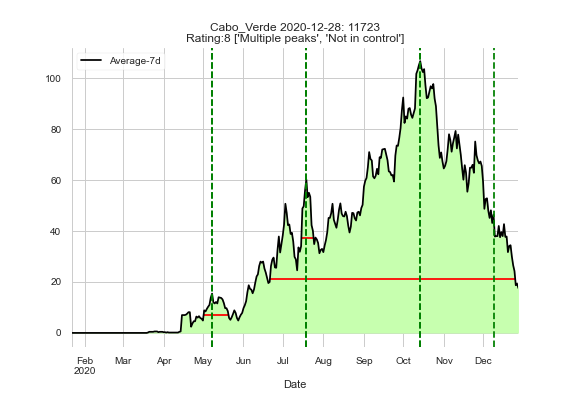 Cabo_Verde 2020-12-28: 11723
Rating:8 ['Multiple peaks', 'Not in control']
Average-7d
100
80
60
40
20
0
Feb Mar Apr May Jun Jul Aug Sep Oct Nov Dec
2020
Date